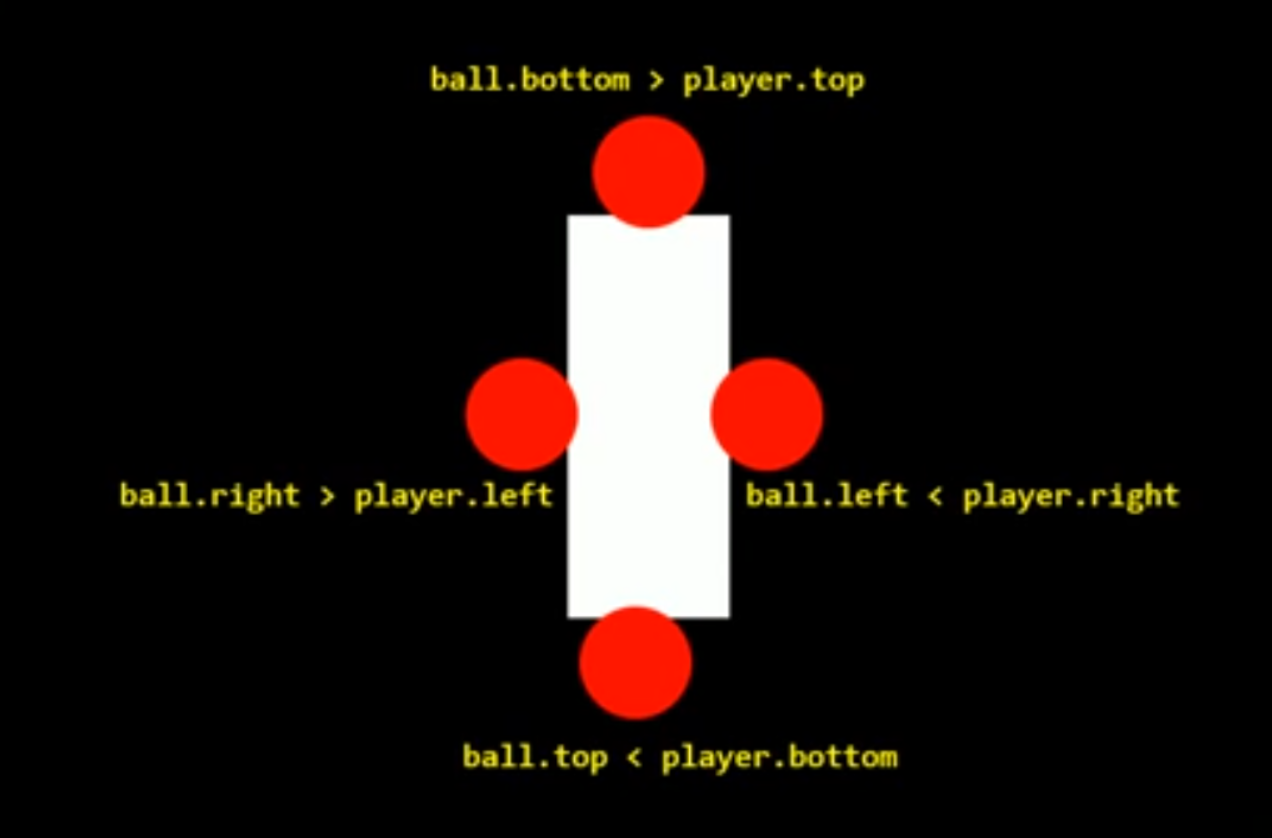 ball.bottom > player.top
ball.right > player.left
ball.left < player.right
ball.top < player.bottom